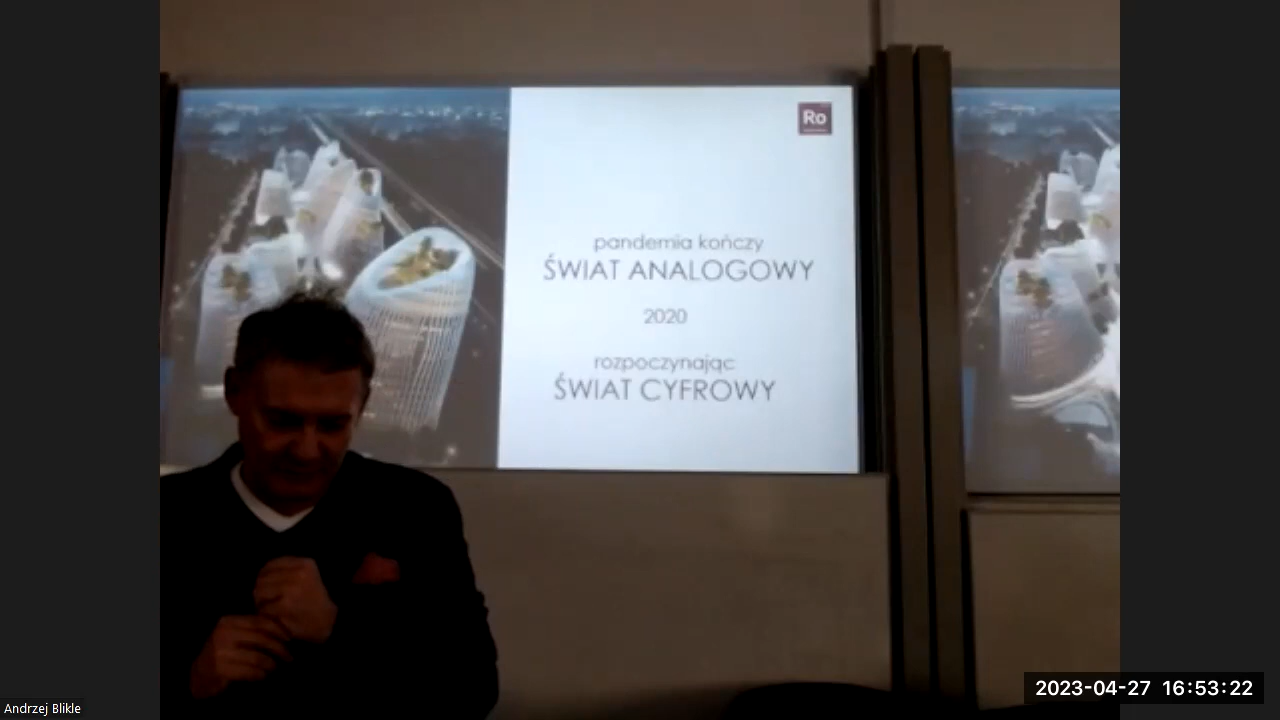 Ro
pandemia kończy
ŚWIAT ANALOGOWY
2020
rozpoczynając
ŚWIAT CYFROWY
Andrzej Blikle
2023-04-27 16:53:22